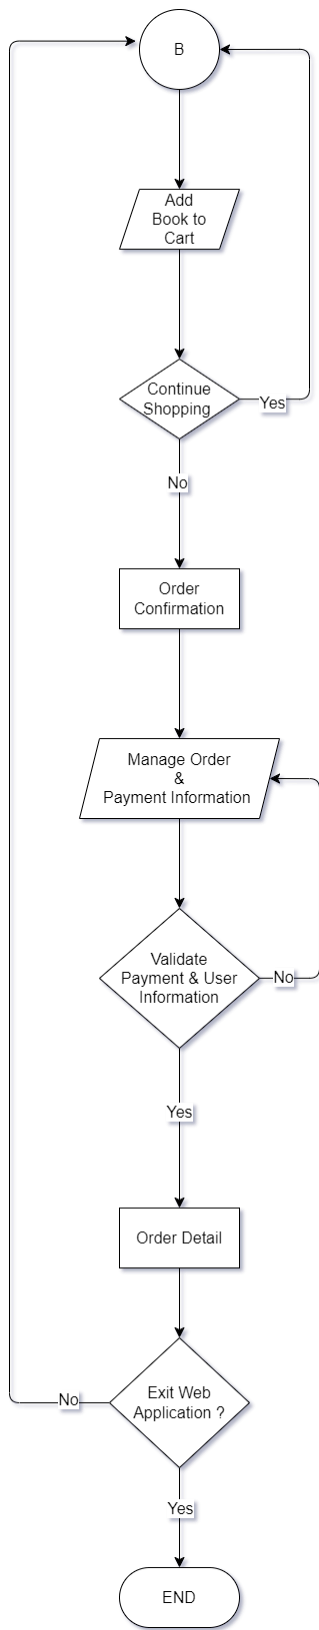 B
Add
Book to
Cart
Continue
Shopping
Yes
No
Order
Confirmation
Manage Order
&
Payment Information
Validate
Payment & User
Information
No
Yes
Order Detail
Exit Web
Application ?
No
Yes
END